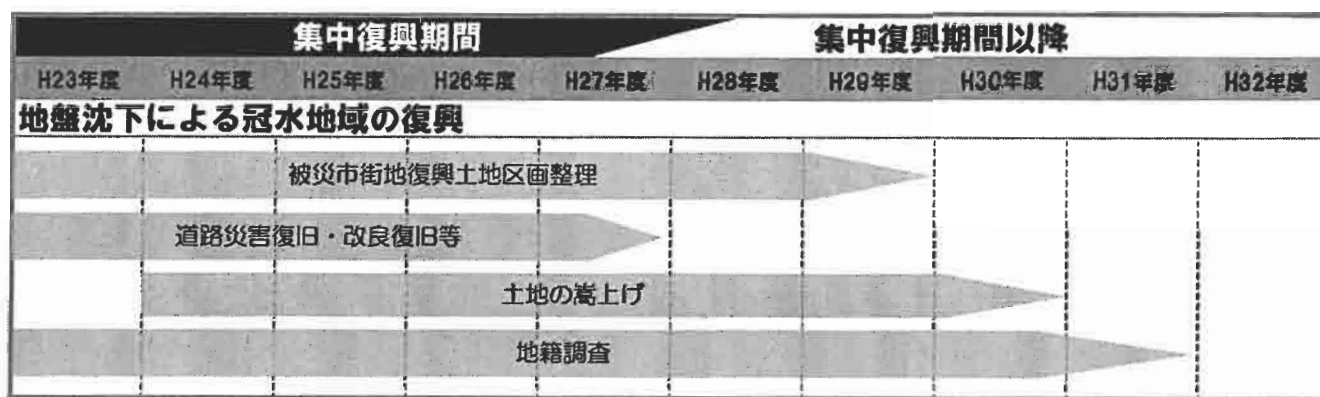 集中復興期間 集中復興期間以降
H23年度 H24年度 H25年度 H26年度 H27年度 H28年度 H29年度 H30年度 H31年度 H32年度
地盤沈下による冠水地域の復興
被災市街地復興土地区画整理
道路災害復旧・改良復旧等
土地の嵩上げ
地籍調査